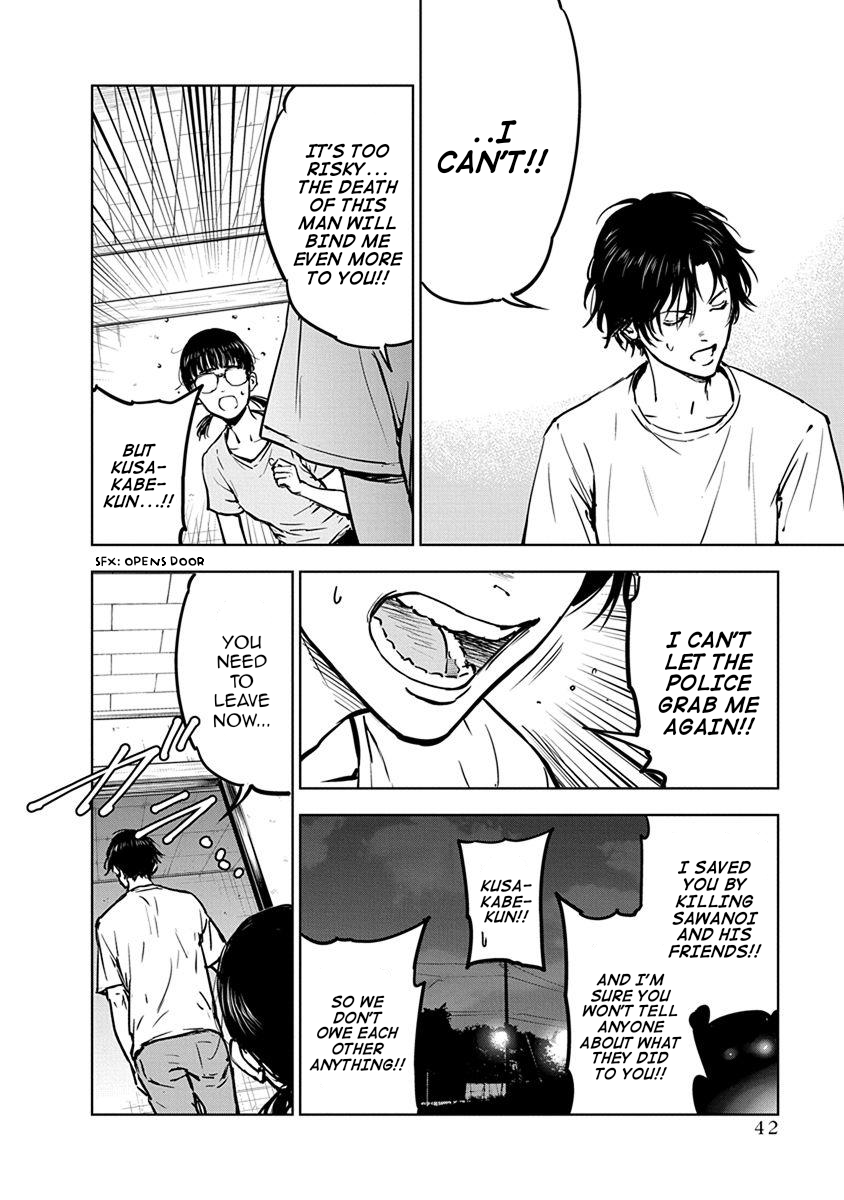 ..I
CAN'T!!
IT'S TOO
RISKY...
THE DEATH
OF THIS
MAN WILL
BIND ME
EVEN MORE
TO YOU!!
BUT
KUSA-
KABE-
KUN...!!
I CAN'T
LET THE
POLICE
GRAB ME
AGAIN!!
SFX: OPENS DOOR
YOU
NEED
TO
LEAVE
NOW...
ガラッ
I SAVED
YOU BY
KILLING
SAWANOI
AND HIS
FRIENDS!!
AND I'M
SURE YOU
WON'T TELL
ANYONE
ABOUT WHAT
THEY DID
TO YOU!!
KUSA-
KABE-
KUN!!
SO WE
DON'T
OWE EACH
OTHER
ANYTHING!!
42